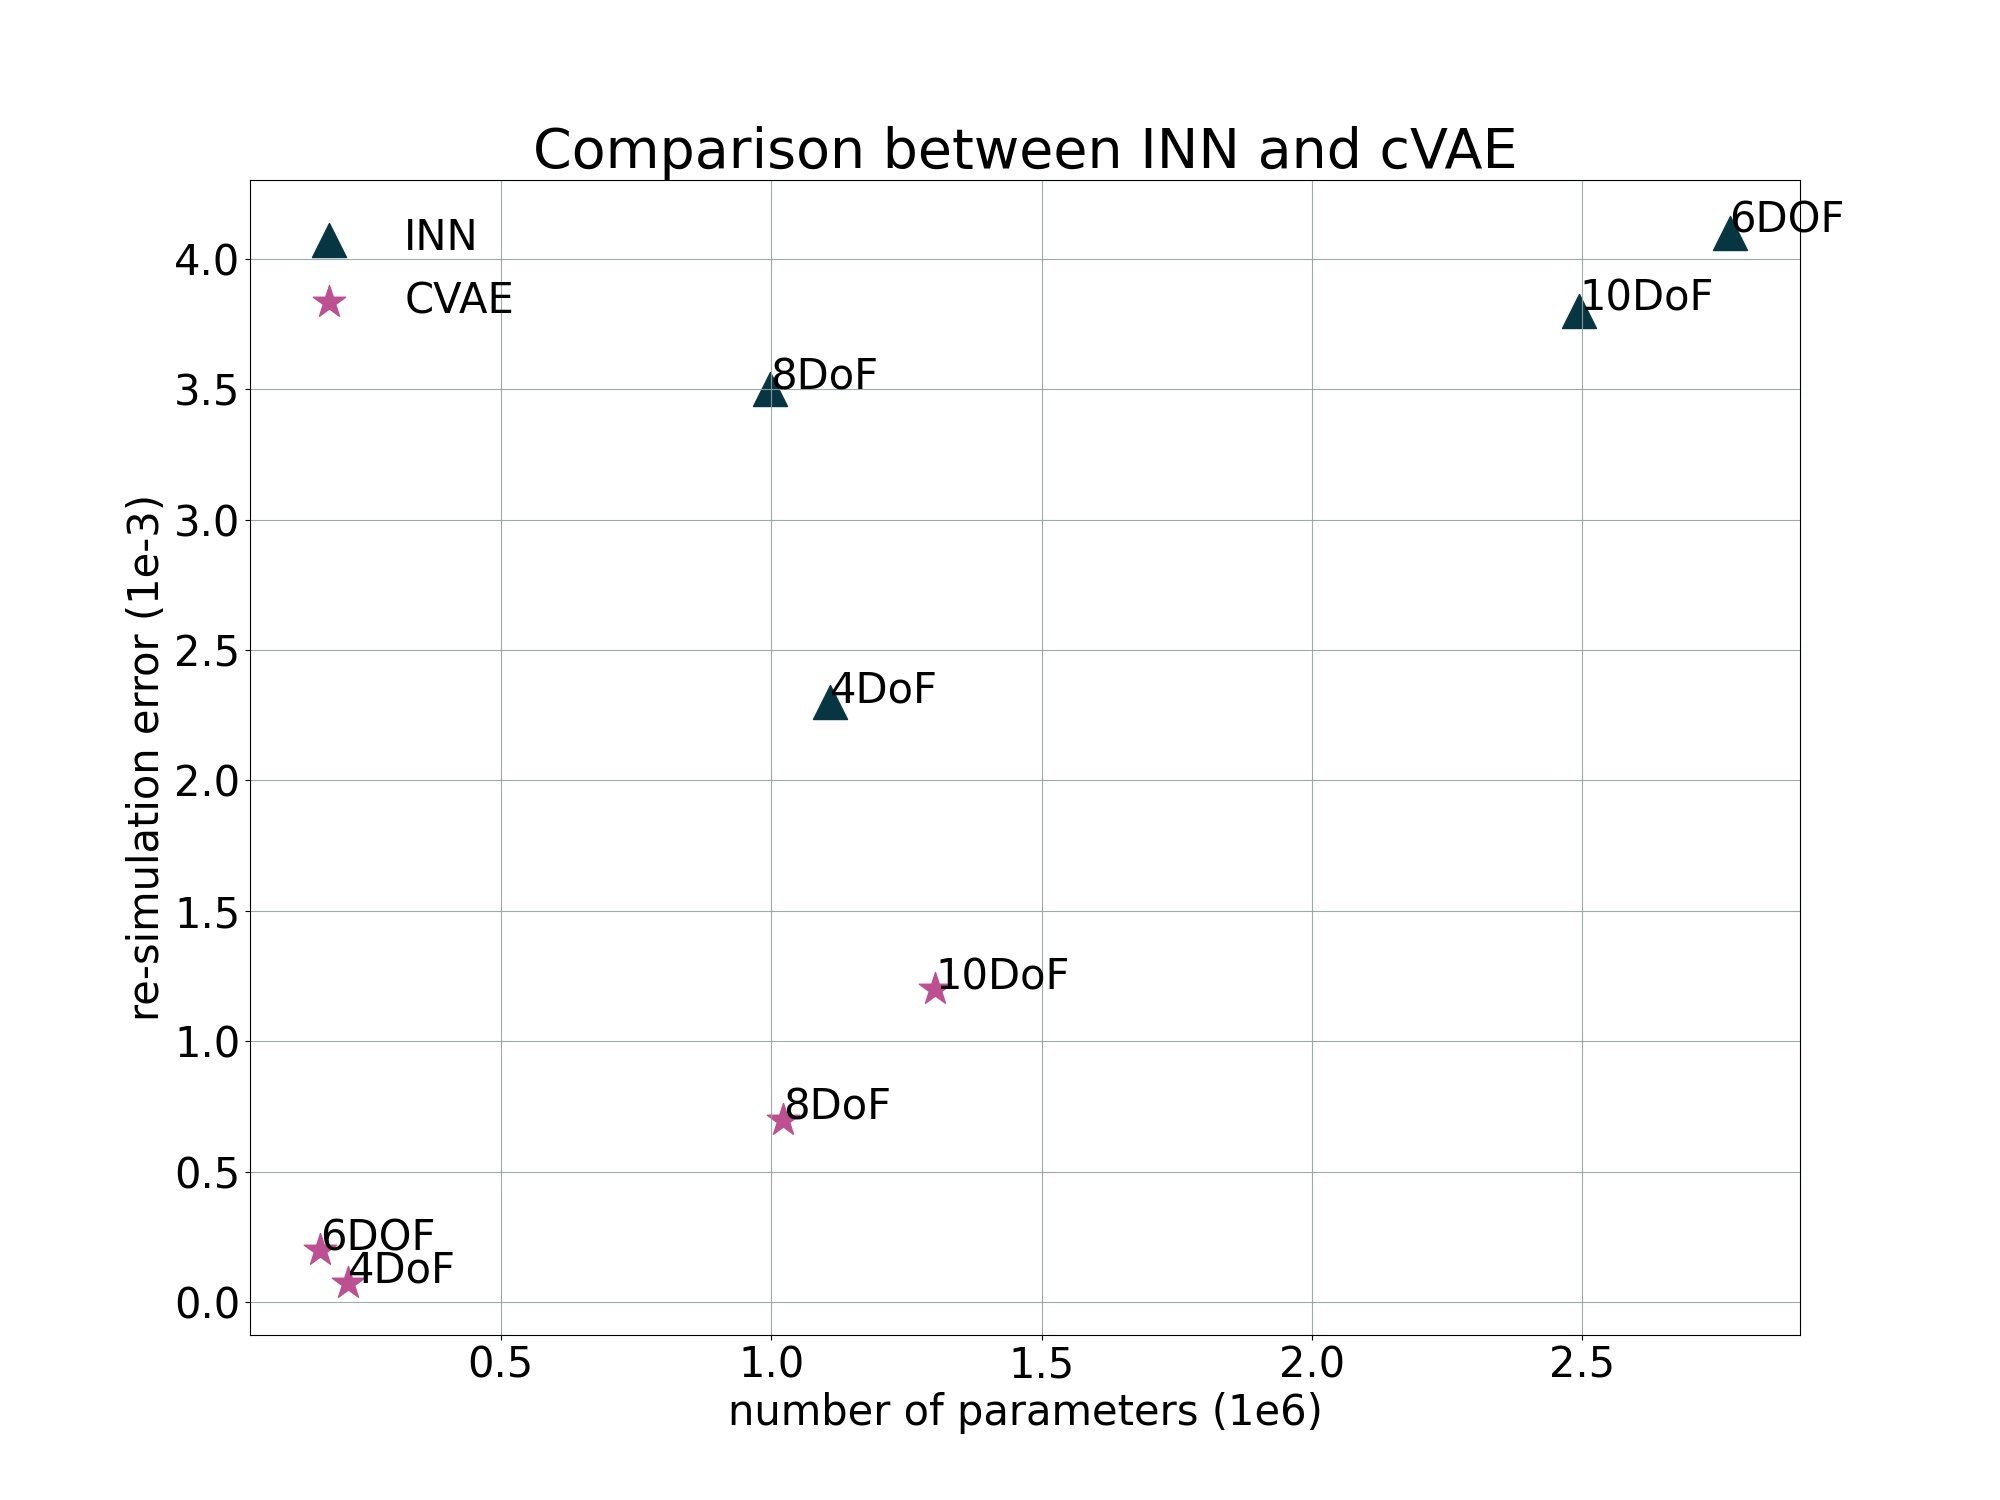 Comparison between INN and cVAE
INN
CVAE
6DOF
10DoF
8DoF
4DoF
10DoF
8DoF
6DOF
4DoF
4.0
3.5
3.0
2.5
2.0
1.5
1.0
0.5
0.0
re-simulation error (1e-3)
0.5 1.0 1.5 2.0 2.5
number of parameters (1e6)